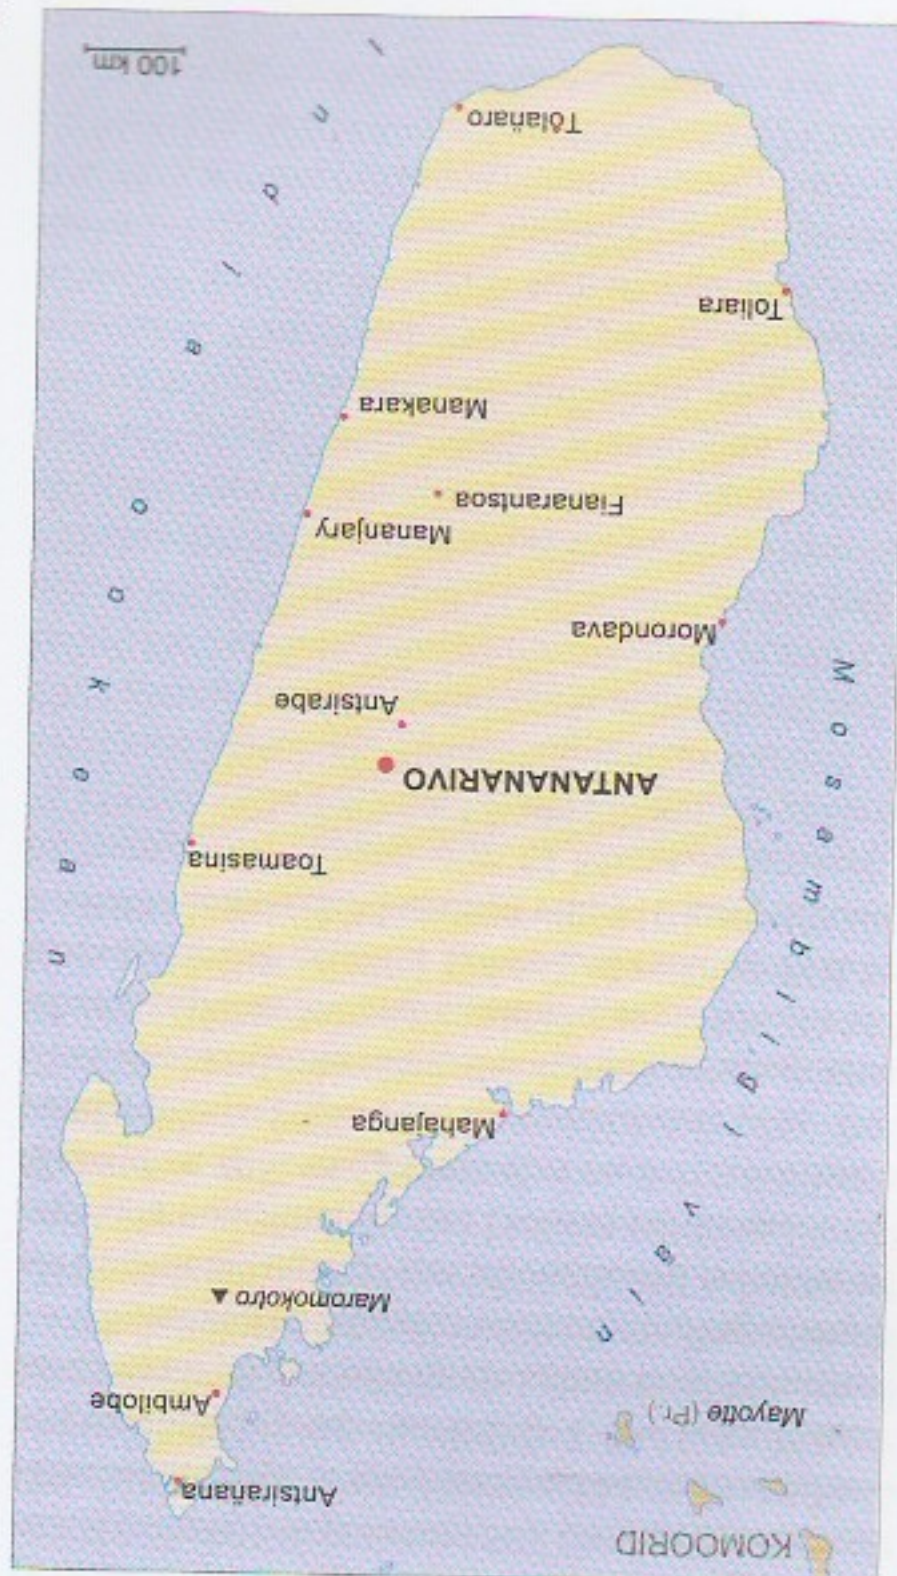 KOMOORID
Antsirañana
Mayotte (Pr.)
Ambilobe
Maromokotro
Mosambiigi väin
Mahajanga
Toamasina
ANTANANARIVO
Antsirabe
Morondava
Mananjary
Fianarantsoa
India ookean
Manakara
Toliara
Tôlañaro
100 km